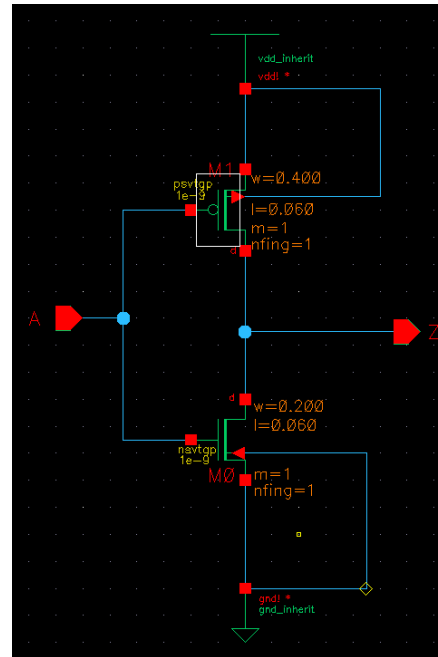 vdd_inherit
vdd! *
M1
w=0.400
psvtgp
1e-9
l=0.060
m=1
nfing=1
d
A
Z
d
w=0.200
l=0.060
nsvtgp
1e-9
M0
m=1
nfing=1
gnd! *
gnd_inherit